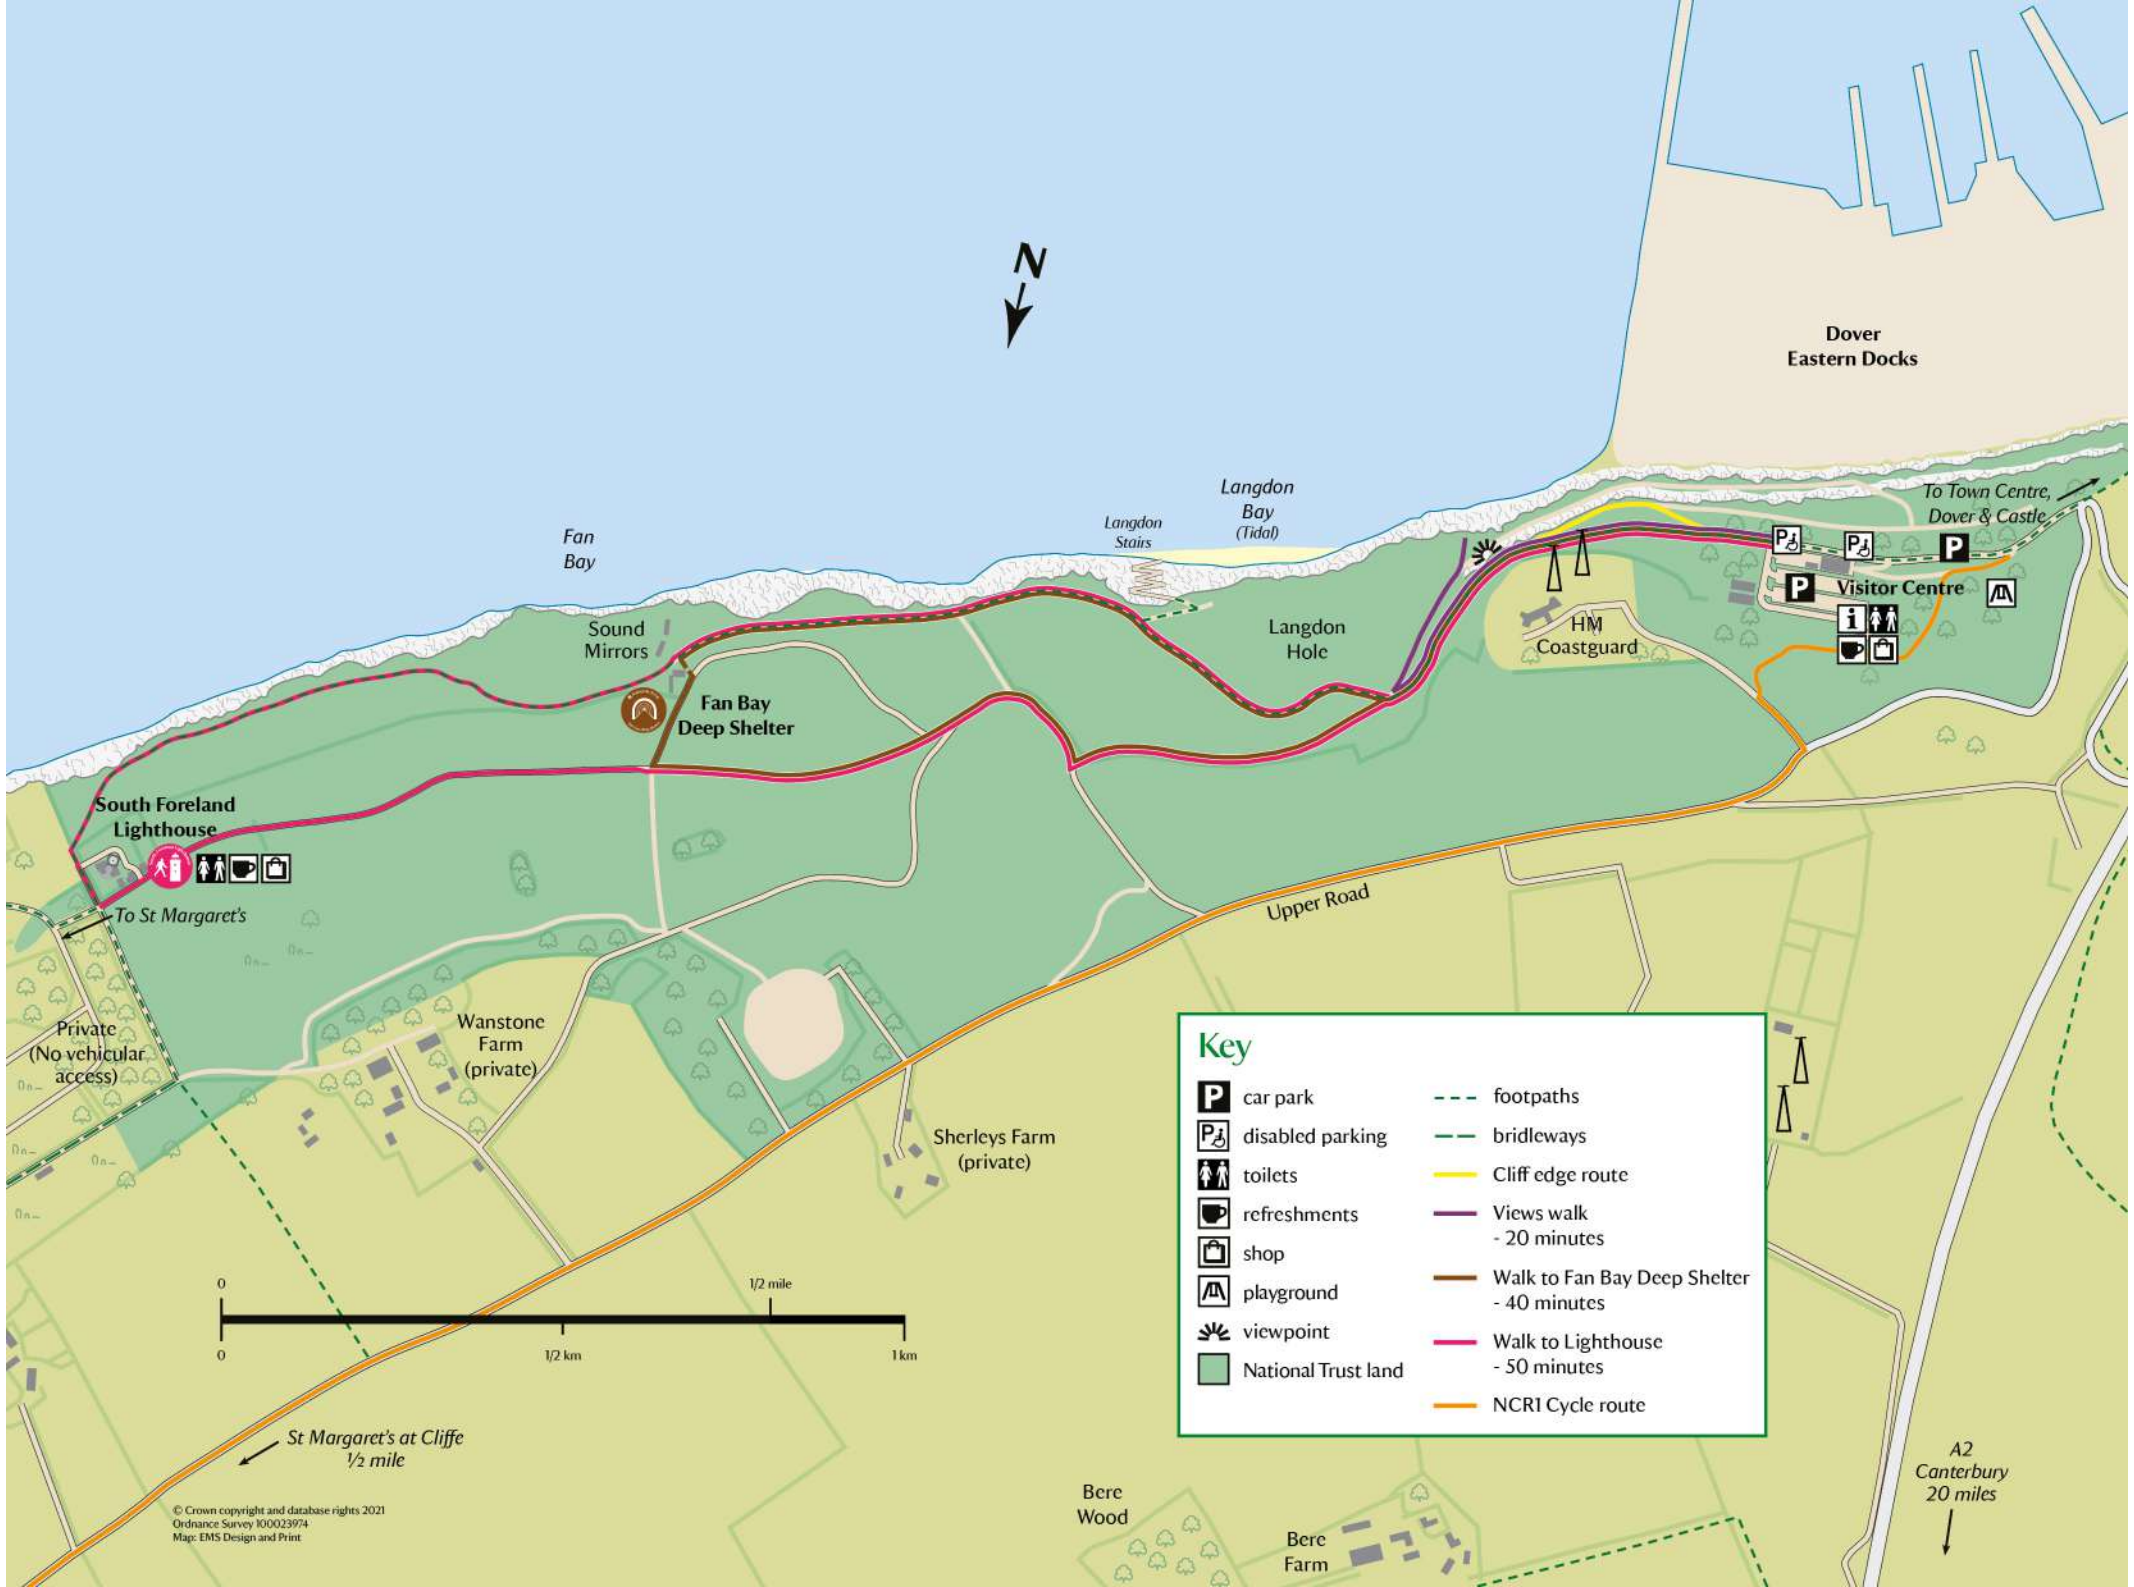 N
Dover
Eastern Docks
Langdon
Bay
(Tidal)
Langdon
Stairs
To Town Centre,
Dover & Castle
Fan
Bay
P
P
P
P
Visitor Centre
i
Sound
Mirrors
Langdon
Hole
HM
Coastguard
Fan Bay
Deep Shelter
South Foreland
Lighthouse
To St Margaret's
Upper Road
Private
(No vehicular
access)
Wanstone
Farm
(private)
Sherleys Farm
(private)
Key
P car park
P disabled parking
toilets
refreshments
shop
playground
viewpoint
National Trust land
footpaths
bridleways
Cliff edge route
Views walk
- 20 minutes
Walk to Fan Bay Deep Shelter
- 40 minutes
Walk to Lighthouse
- 50 minutes
NCR1 Cycle route
0
1/2 mile
0
1/2 km
1 km
St Margaret's at Cliffe
½ mile
© Crown copyright and database rights 2021
Ordnance Survey 100023974
Map: EMS Design and Print
Bere
Wood
Bere
Farm
A2
Canterbury
20 miles